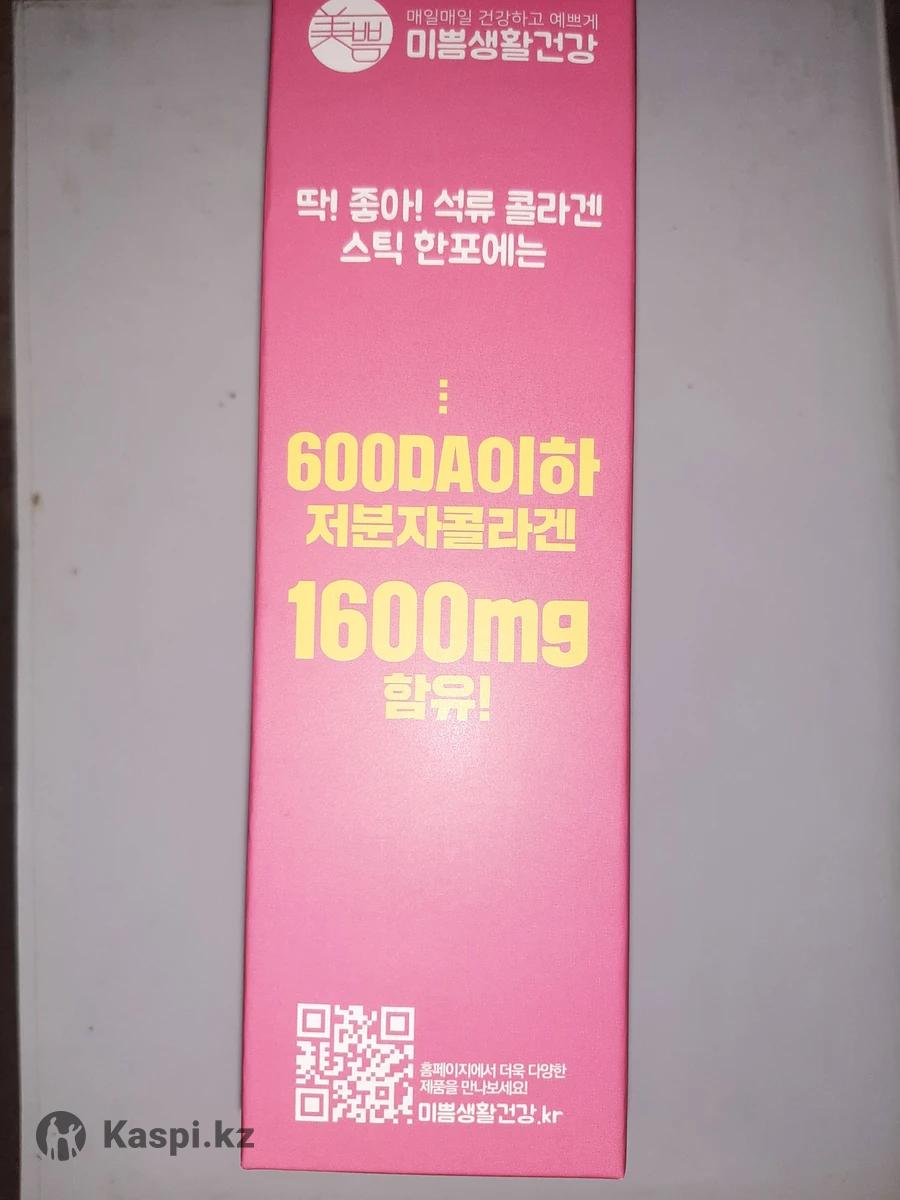 美쁨
매일매일 건강하고 예쁘게
미쁨생활건강
딱! 좋아! 석류 콜라겐
스틱 한포에는
600DA이하
저분자콜라겐
1600mg
함유!
홈페이지에서 더욱 다양한
제품을 만나보세요!
미쁨생활건강.kr
Kaspi.kz